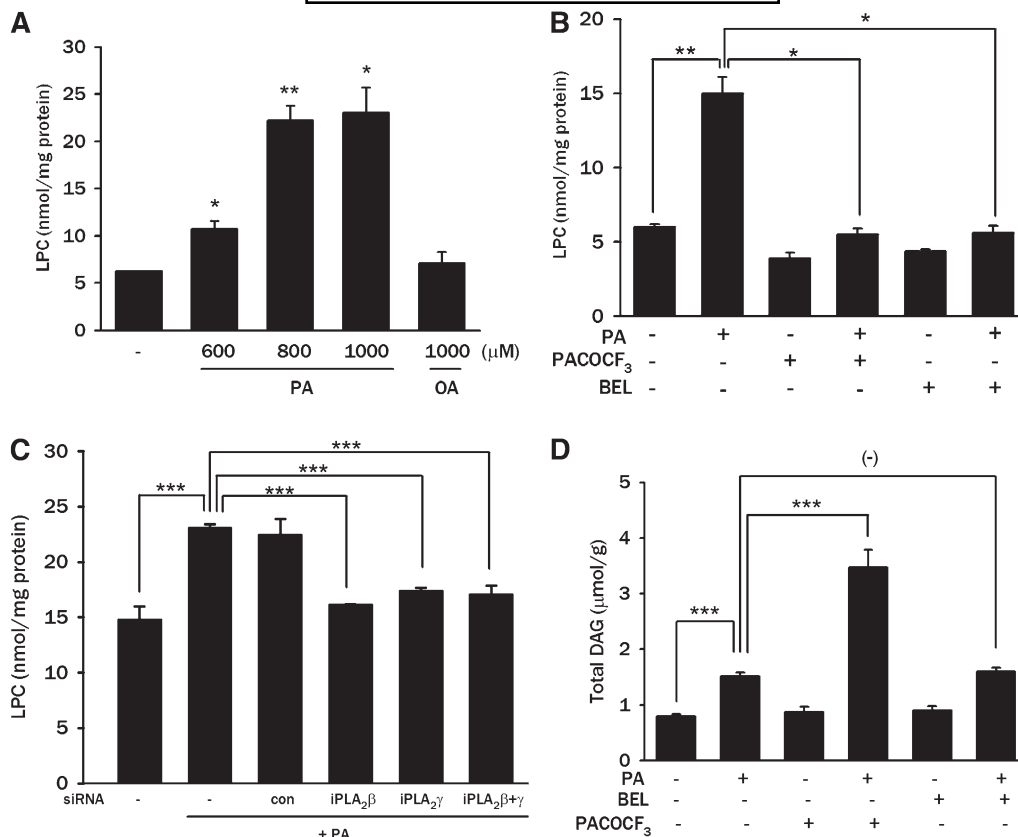 A
LPC (nmol/mg protein)
30
25
20
15
10
5
0
*
**
*
- 600 800 1000 1000 (μM)
PA OA
B
LPC (nmol/mg protein)
20
15
10
5
0
*
** *
PA - + - + - +
PACOCF3 - - + + - -
BEL - - - - + +
C
LPC (nmol/mg protein)
30
25
20
15
10
5
0
***
***
*** ***
siRNA - - con iPLA2β iPLA2γ iPLA2β+γ
+ PA
D
Total DAG (μmol/g)
5
4
3
2
1
0
(-)
***
***
PA - + - + - +
BEL - - - - + +
PACOCF3 - - + + - -